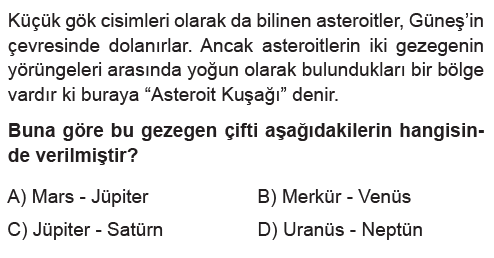 Küçük gök cisimleri olarak da bilinen asteroitler, Güneş’in
çevresinde dolanırlar. Ancak asteroitlerin iki gezegenin
yörüngeleri arasında yoğun olarak bulundukları bir bölge
vardır ki buraya “Asteroit Kuşağı” denir.
Buna göre bu gezegen çifti aşağıdakilerin hangisin-
de verilmiştir?
A) Mars - Jüpiter B) Merkür - Venüs
C) Jüpiter - Satürn D) Uranüs - Neptün